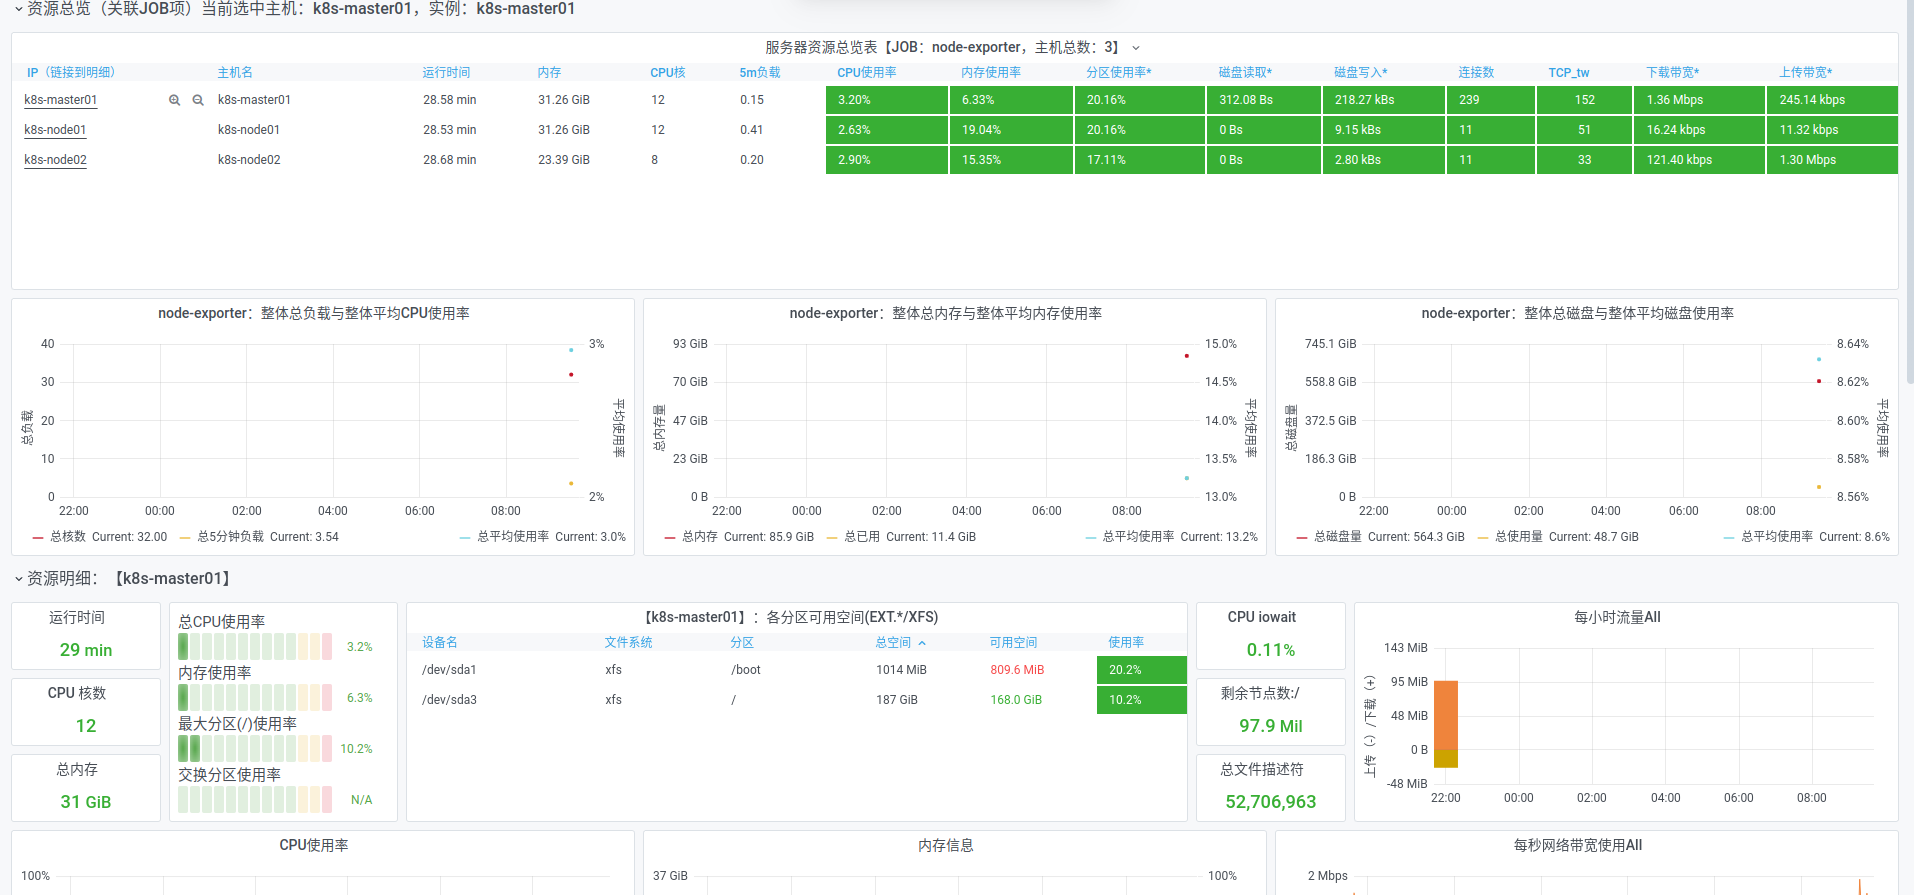 资源总览（关联JOB项）当前选中主机：k8s-master01，实例：k8s-master01
服务器资源总览表【JOB：node-exporter，主机总数：3】
IP（链接到明细） 主机名 运行时间 内存 CPU核 5m负载 CPU使用率 内存使用率 分区使用率* 磁盘读取* 磁盘写入* 连接数 TCP_tw 下载带宽* 上传带宽*
k8s-master01 k8s-master01 28.58 min 31.26 GiB 12 0.15 3.20% 6.33% 20.16% 312.08 Bs 218.27 kBs 239 152 1.36 Mbps 245.14 kbps
k8s-node01 k8s-node01 28.53 min 31.26 GiB 12 0.41 2.63% 19.04% 20.16% 0 Bs 9.15 kBs 11 51 16.24 kbps 11.32 kbps
k8s-node02 k8s-node02 28.68 min 23.39 GiB 8 0.20 2.90% 15.35% 17.11% 0 Bs 2.80 kBs 11 33 121.40 kbps 1.30 Mbps
node-exporter：整体总负载与整体平均CPU使用率
40 3%
30
20
10
0 2%
总负载
平均使用率
22:00 00:00 02:00 04:00 06:00 08:00
总核数 Current: 32.00 总5分钟负载 Current: 3.54 总平均使用率 Current: 3.0%
node-exporter：整体总内存与整体平均内存使用率
93 GiB 15.0%
70 GiB 14.5%
47 GiB 14.0%
23 GiB 13.5%
0 B 13.0%
总内存量
平均使用率
22:00 00:00 02:00 04:00 06:00 08:00
总内存 Current: 85.9 GiB 总已用 Current: 11.4 GiB 总平均使用率 Current: 13.2%
node-exporter：整体总磁盘与整体平均磁盘使用率
745.1 GiB 8.64%
558.8 GiB 8.62%
372.5 GiB 8.60%
186.3 GiB 8.58%
0 B 8.56%
总磁盘量
平均使用率
22:00 00:00 02:00 04:00 06:00 08:00
总磁盘量 Current: 564.3 GiB 总使用量 Current: 48.7 GiB 总平均使用率 Current: 8.6%
资源明细：【k8s-master01】
运行时间
29 min
CPU 核数
12
总内存
31 GiB
总CPU使用率
3.2%
内存使用率
6.3%
最大分区(/)使用率
10.2%
交换分区使用率
N/A
【k8s-master01】：各分区可用空间(EXT.*/XFS)
设备名 文件系统 分区 总空间 可用空间 使用率
/dev/sda1 xfs /boot 1014 MiB 809.6 MiB 20.2%
/dev/sda3 xfs / 187 GiB 168.0 GiB 10.2%
CPU iowait
0.11%
剩余节点数:/
97.9 Mil
总文件描述符
52,706,963
每小时流量All
143 MiB
95 MiB
48 MiB
0 B
-48 MiB
上传（-）/下载（+）
22:00 00:00 02:00 04:00 06:00 08:00
CPU使用率
100%
内存信息
37 GiB 100%
每秒网络带宽使用All
2 Mbps